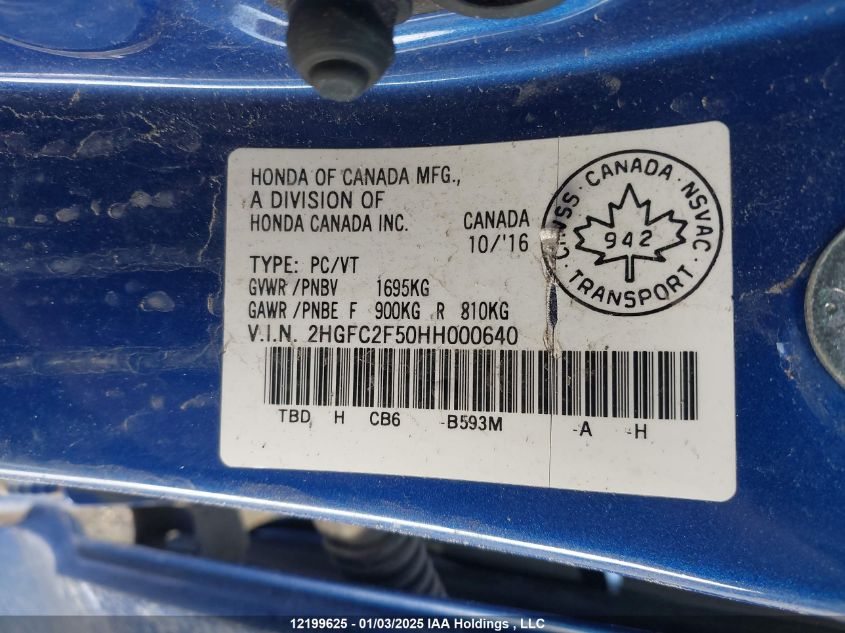 HONDA OF CANADA MFG.,
A DIVISION OF
HONDA CANADA INC.
CANADA
10/'16
CMVSS · CANADA · NSVAC
942
· TRANSPORT ·
TYPE: PC/VT
GVWR/PNBV 1695KG
GAWR/PNBE F 900KG R 810KG
V.I.N. 2HGFC2F50HH000640
TBD H CB6 -B593M -A -H
12199625 - 01/03/2025 IAA Holdings , LLC